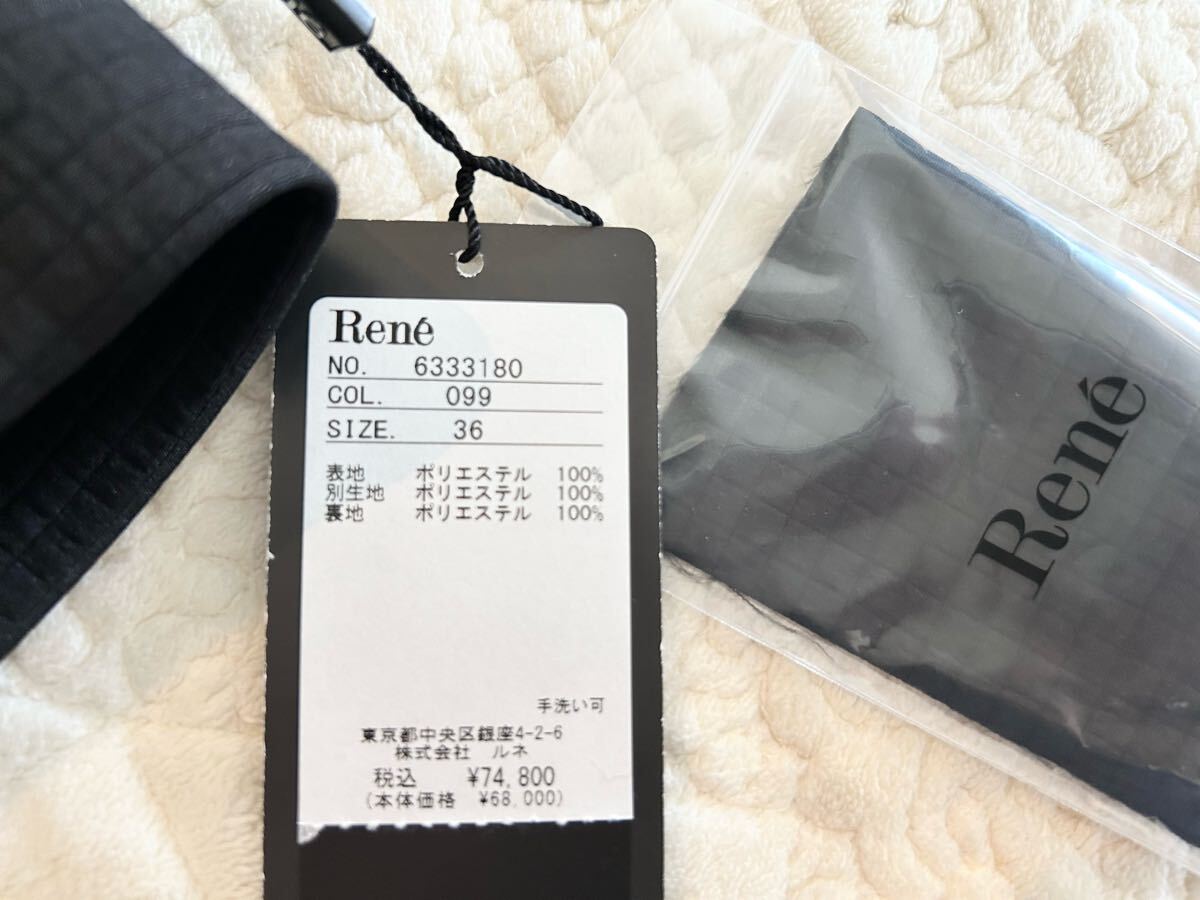 René
NO. 6333180
COL. 099
SIZE. 36
表地 ポリエステル 100%
別生地 ポリエステル 100%
裏地 ポリエステル 100%
手洗い可
東京都中央区銀座4-2-6
株式会社 ルネ
税込 ¥74,800
(本体価格 ¥68,000)
René